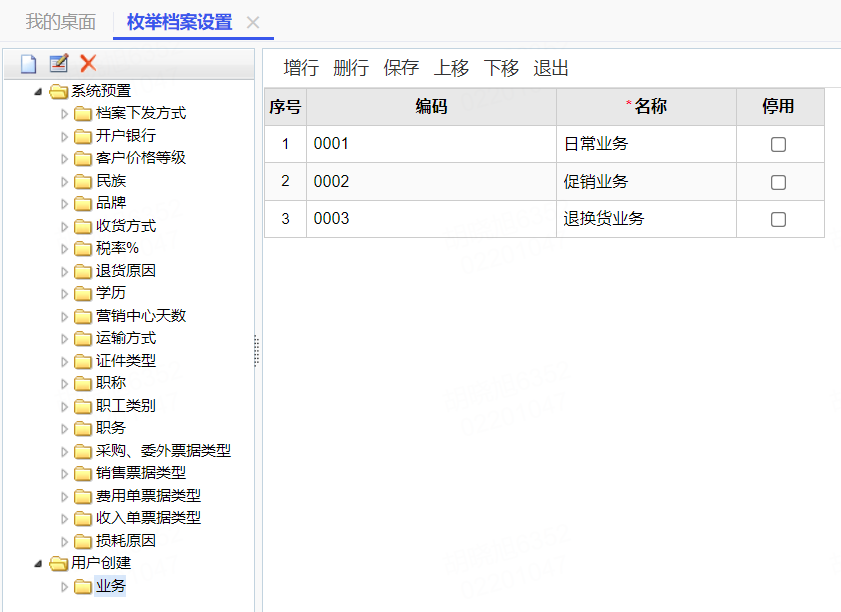 我的桌面 枚举档案设置
系统预置
档案下发方式
开户银行
客户价格等级
民族
品牌
收货方式
税率%
退货原因
学历
营销中心天数
运输方式
证件类型
职称
职工类别
职务
采购、委外票据类型
销售票据类型
费用单票据类型
收入单票据类型
损耗原因
用户创建
业务
增行 删行 保存 上移 下移 退出
序号 编码 *名称 停用
1 0001 日常业务
2 0002 促销业务
3 0003 退换货业务